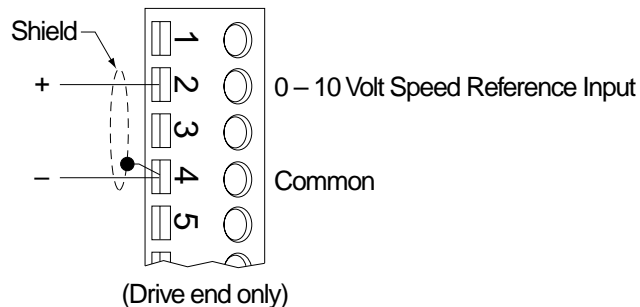 Shield
1
+
2
0 – 10 Volt Speed Reference Input
3
–
4
Common
5
(Drive end only)